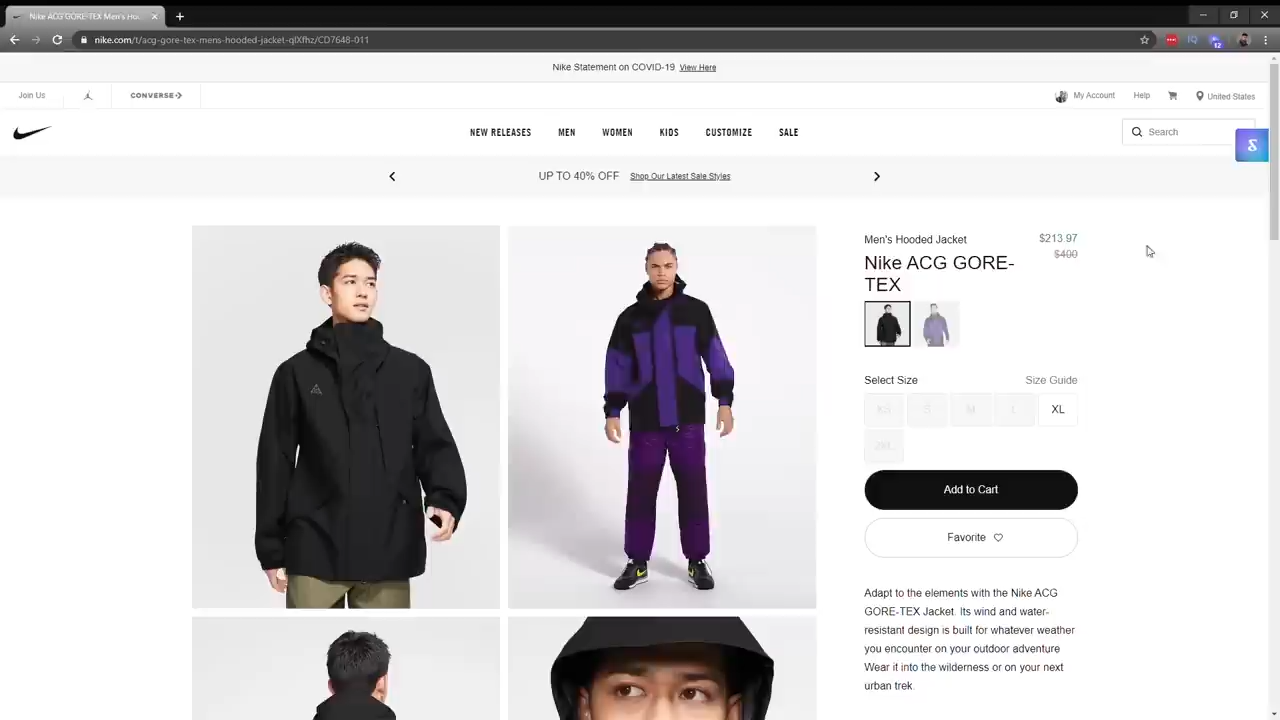 Nike ACG GORE-TEX Men's Ho
nike.com/t/acg-gore-tex-mens-hooded-jacket-qlXfhz/CD7648-011
12
Nike Statement on COVID-19 View Here
Join Us
CONVERSE
My Account
Help
United States
NEW RELEASES
MEN
WOMEN
KIDS
CUSTOMIZE
SALE
Search
UP TO 40% OFF Shop Our Latest Sale Styles
Men's Hooded Jacket
$213.97
$400
Nike ACG GORE-
TEX
Select Size
Size Guide
XS
S
M
L
XL
2XL
Add to Cart
Favorite
Adapt to the elements with the Nike ACG
GORE-TEX Jacket. Its wind and water-
resistant design is built for whatever weather
you encounter on your outdoor adventure
Wear it into the wilderness or on your next
urban trek.